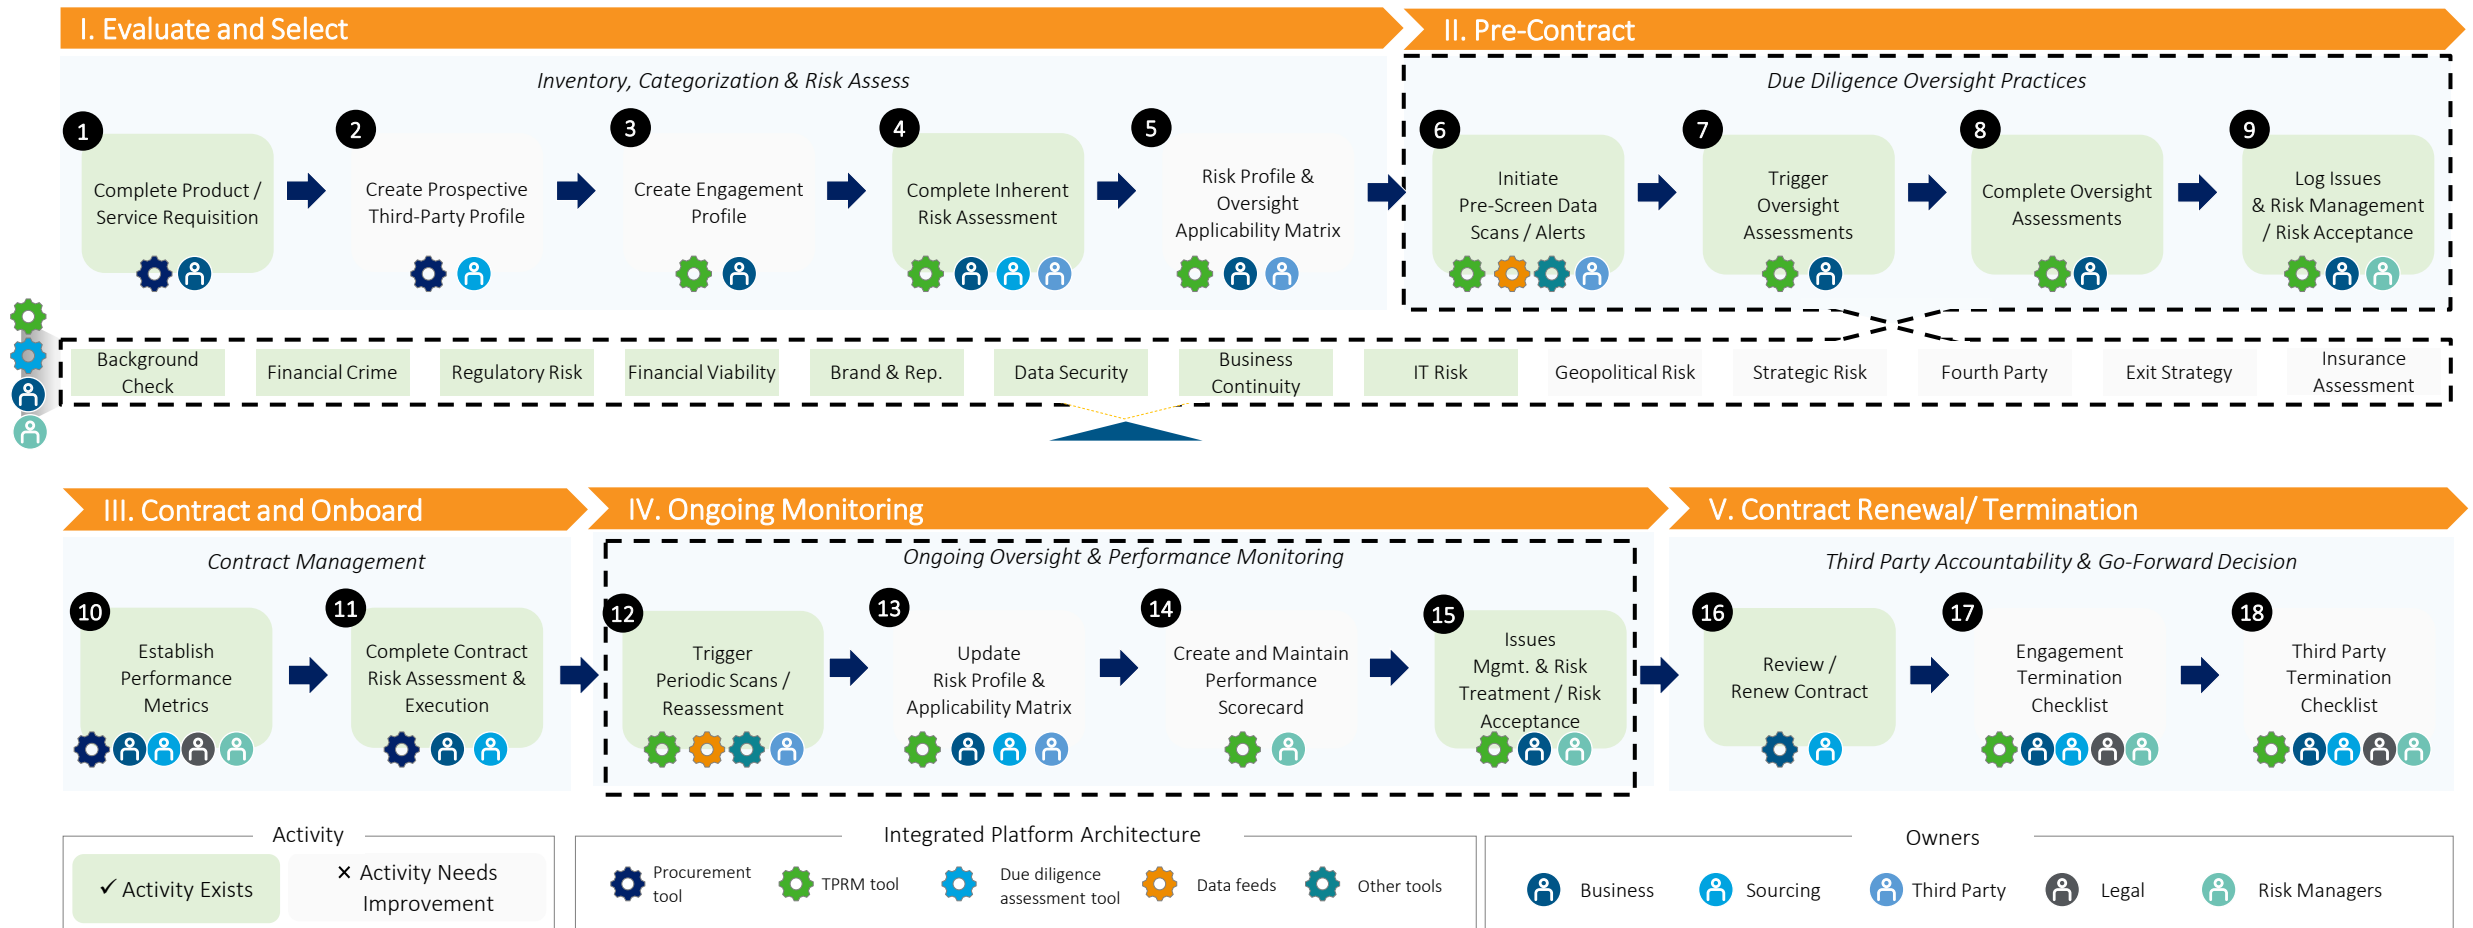 I. Evaluate and Select
II. Pre-Contract
Inventory, Categorization & Risk Assess
Due Diligence Oversight Practices
1
Complete Product /
Service Requisition
2
Create Prospective
Third-Party Profile
3
Create Engagement
Profile
4
Complete Inherent
Risk Assessment
5
Risk Profile &
Oversight
Applicability Matrix
6
Initiate
Pre-Screen Data
Scans / Alerts
7
Trigger
Oversight
Assessments
8
Complete Oversight
Assessments
9
Log Issues
& Risk Management
/ Risk Acceptance
Background
Check
Financial Crime
Regulatory Risk
Financial Viability
Brand & Rep.
Data Security
Business
Continuity
IT Risk
Geopolitical Risk
Strategic Risk
Fourth Party
Exit Strategy
Insurance
Assessment
III. Contract and Onboard
IV. Ongoing Monitoring
V. Contract Renewal/ Termination
Contract Management
Ongoing Oversight & Performance Monitoring
Third Party Accountability & Go-Forward Decision
10
Establish
Performance
Metrics
11
Complete Contract
Risk Assessment &
Execution
12
Trigger
Periodic Scans /
Reassessment
13
Update
Risk Profile &
Applicability Matrix
14
Create and Maintain
Performance
Scorecard
15
Issues
Mgmt. & Risk
Treatment / Risk
Acceptance
16
Review /
Renew Contract
17
Engagement
Termination
Checklist
18
Third Party
Termination
Checklist
Activity
✓ Activity Exists
× Activity Needs
Improvement
Integrated Platform Architecture
Procurement
tool
TPRM tool
Due diligence
assessment tool
Data feeds
Other tools
Owners
Business
Sourcing
Third Party
Legal
Risk Managers